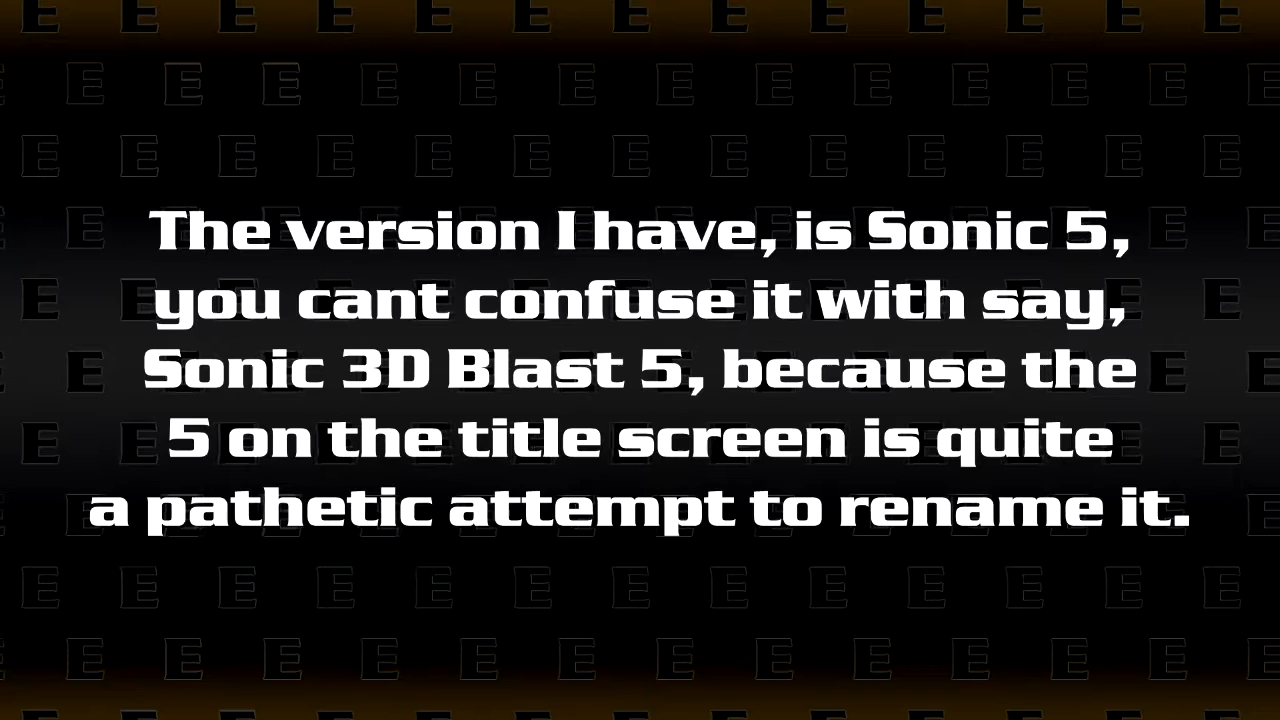 The version I have, is Sonic 5,
you cant confuse it with say,
Sonic 3D Blast 5, because the
5 on the title screen is quite
a pathetic attempt to rename it.